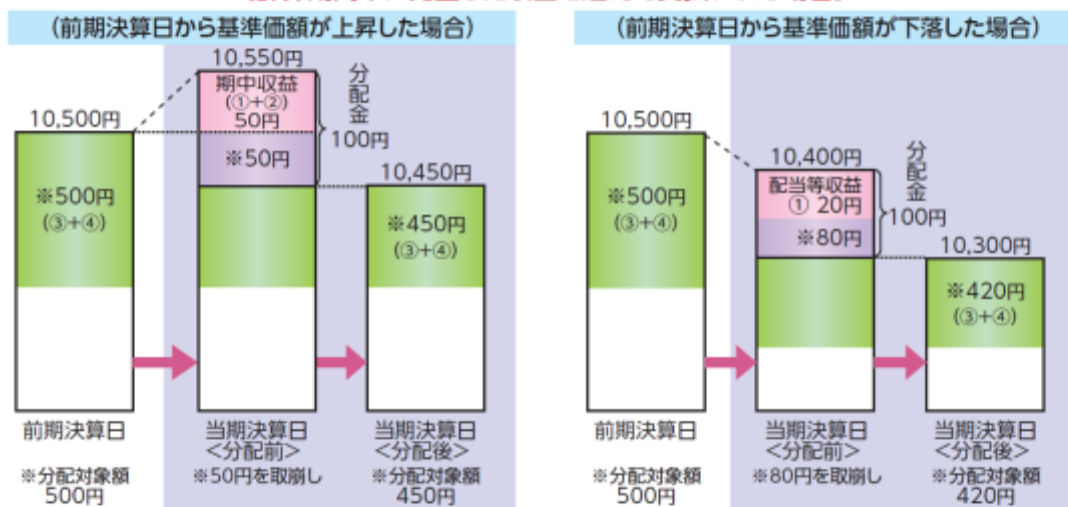 (前期決算日から基準価額が上昇した場合)
10,550円
期中収益
(①+②)
50円
分配金
100円
10,500円
※50円
10,450円
※500円
(③+④)
※450円
(③+④)
前期決算日
当期決算日
<分配前>
当期決算日
<分配後>
※分配対象額
500円
※50円を取崩し
※分配対象額
450円
(前期決算日から基準価額が下落した場合)
10,500円
10,400円
分配金
配当等収益
① 20円
100円
※500円
(③+④)
※80円
10,300円
※420円
(③+④)
前期決算日
当期決算日
<分配前>
当期決算日
<分配後>
※分配対象額
500円
※80円を取崩し
※分配対象額
420円